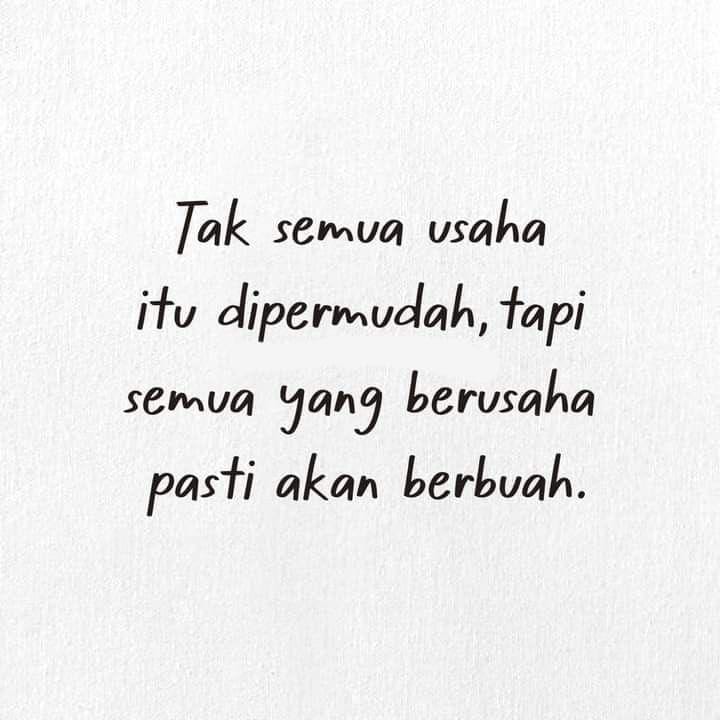 Tak semua usaha
itu dipermudah, tapi
semua yang berusaha
pasti akan berbuah.